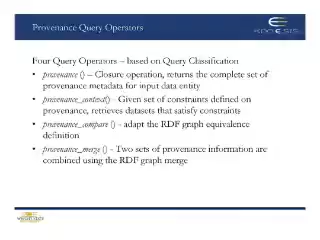 Provenance Query Operators
Four Query Operators – based on Query Classification
• provenance () – Closure operation, returns the complete set of
provenance metadata for input data entity
• provenance_context() - Given set of constraints defined on
provenance, retrieves datasets that satisfy constraints
• provenance_compare () - adapt the RDF graph equivalence
definition
• provenance_merge () - Two sets of provenance information are
combined using the RDF graph merge